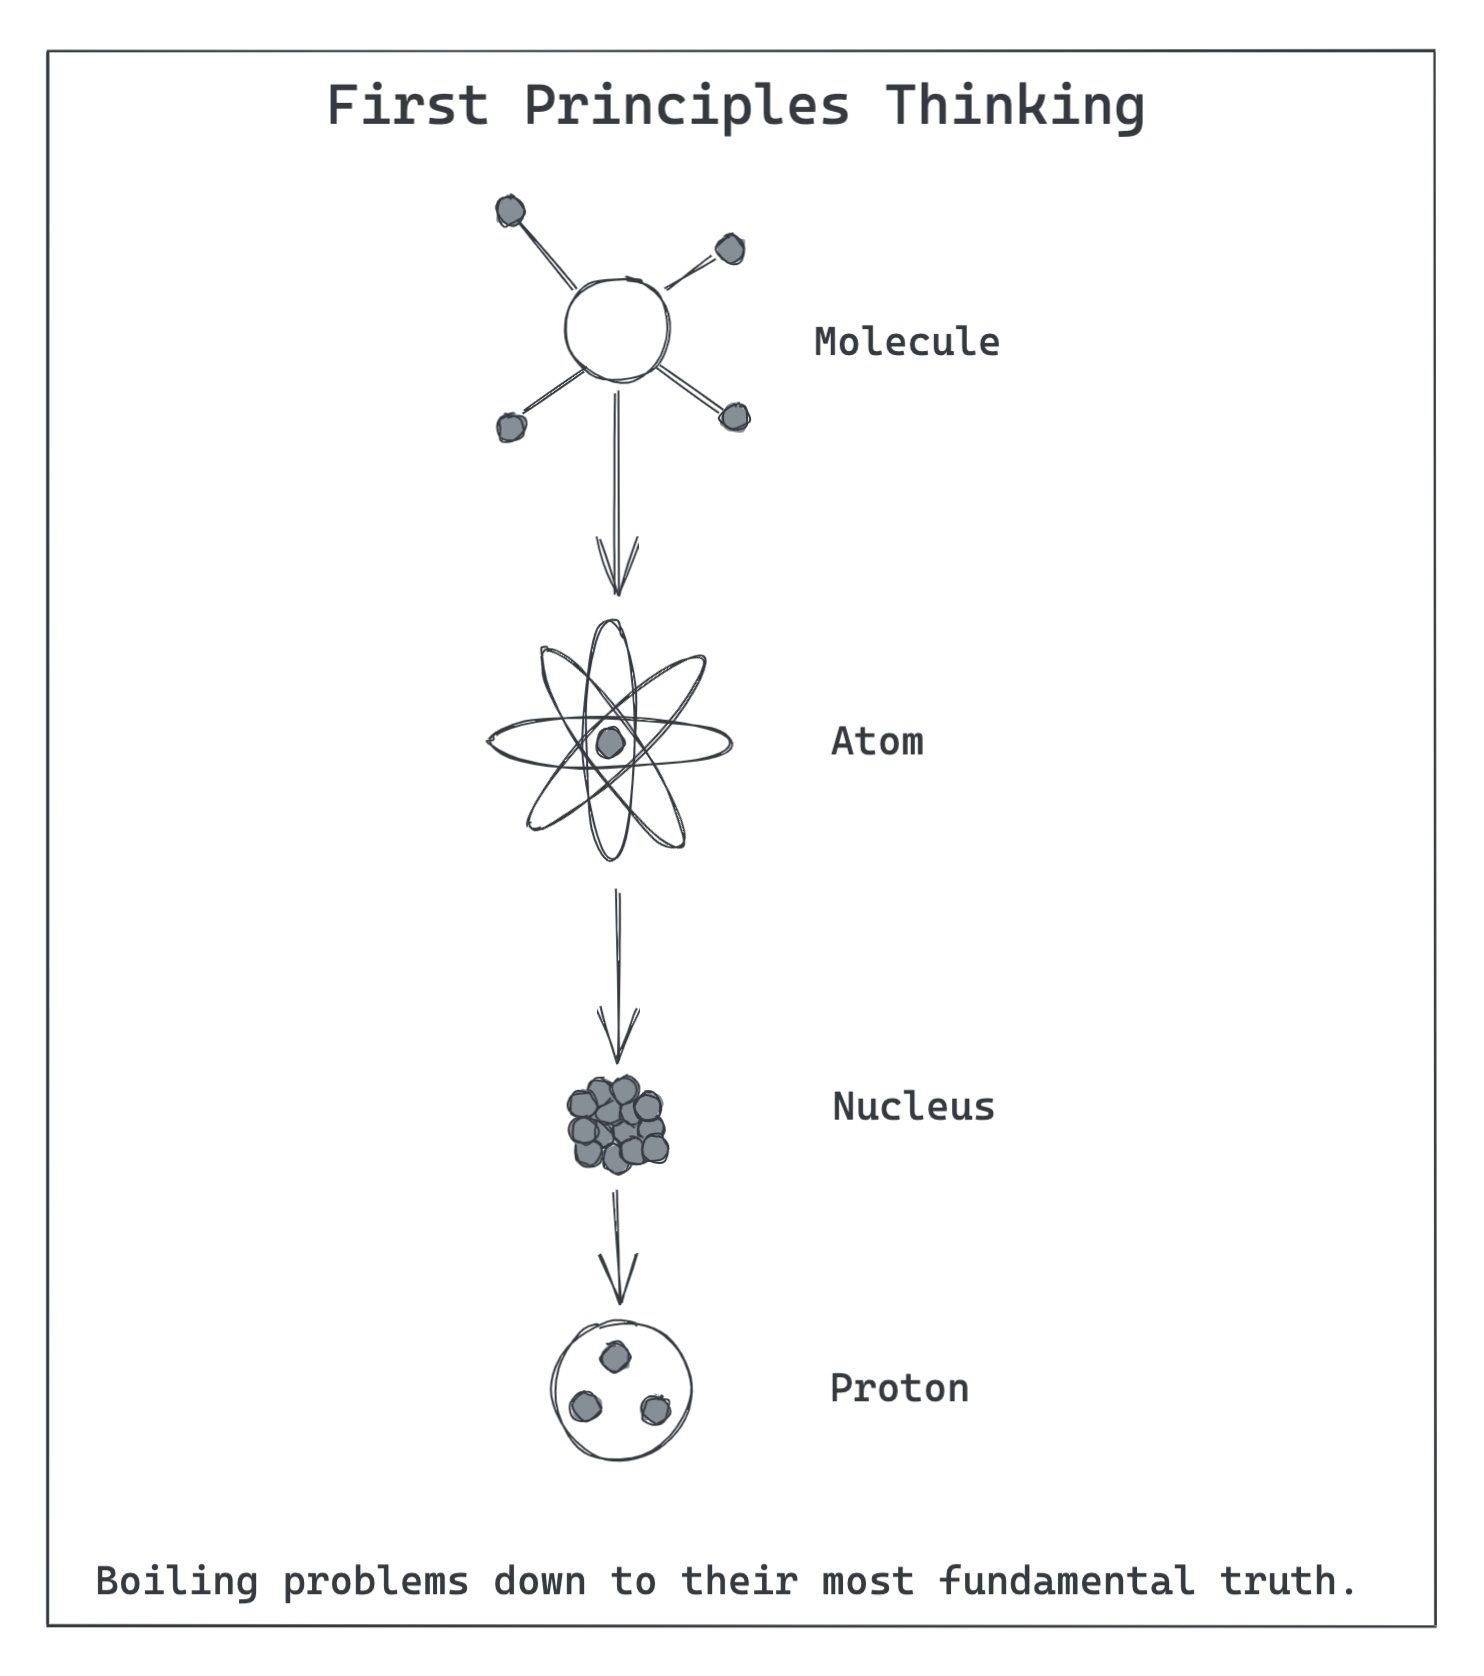 First Principles Thinking
Molecule
Atom
Nucleus
Proton
Boiling problems down to their most fundamental truth.